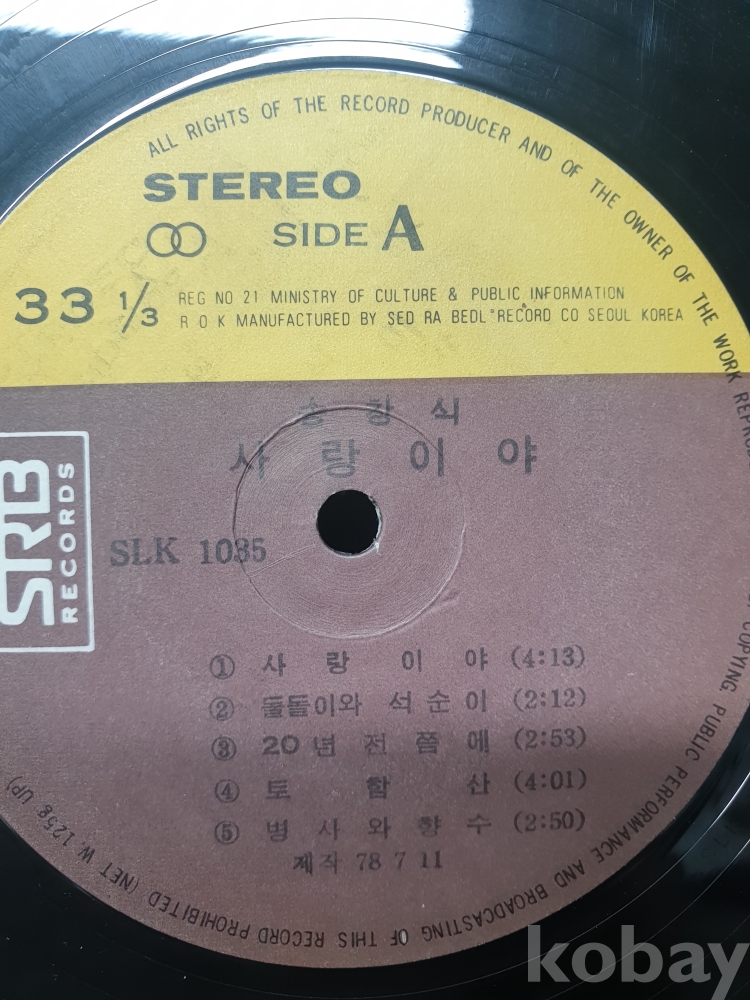 ALL RIGHTS OF THE RECORD PRODUCER AND OF THE OWNER OF THE WORK
STEREO
SIDE A
33 1/3
REG NO 21 MINISTRY OF CULTURE & PUBLIC INFORMATION
R O K MANUFACTURED BY SED RA BEDL RECORD CO SEOUL KOREA
송 창 식
사 랑 이 야
SRB
RECORDS
SLK 1035
① 사 랑 이 야 (4:13)
② 돌돌이와 석 순 이 (2:12)
③ 20 년 전 쯤 에 (2:53)
④ 토 함 산 (4:01)
⑤ 병 사 와 향 수 (2:50)
제작 78 7 11
COPYING, PUBLIC PERFORMANCE AND BROADCASTING OF THIS RECORD PROHIBITED (NET W 125g UP)
kobay